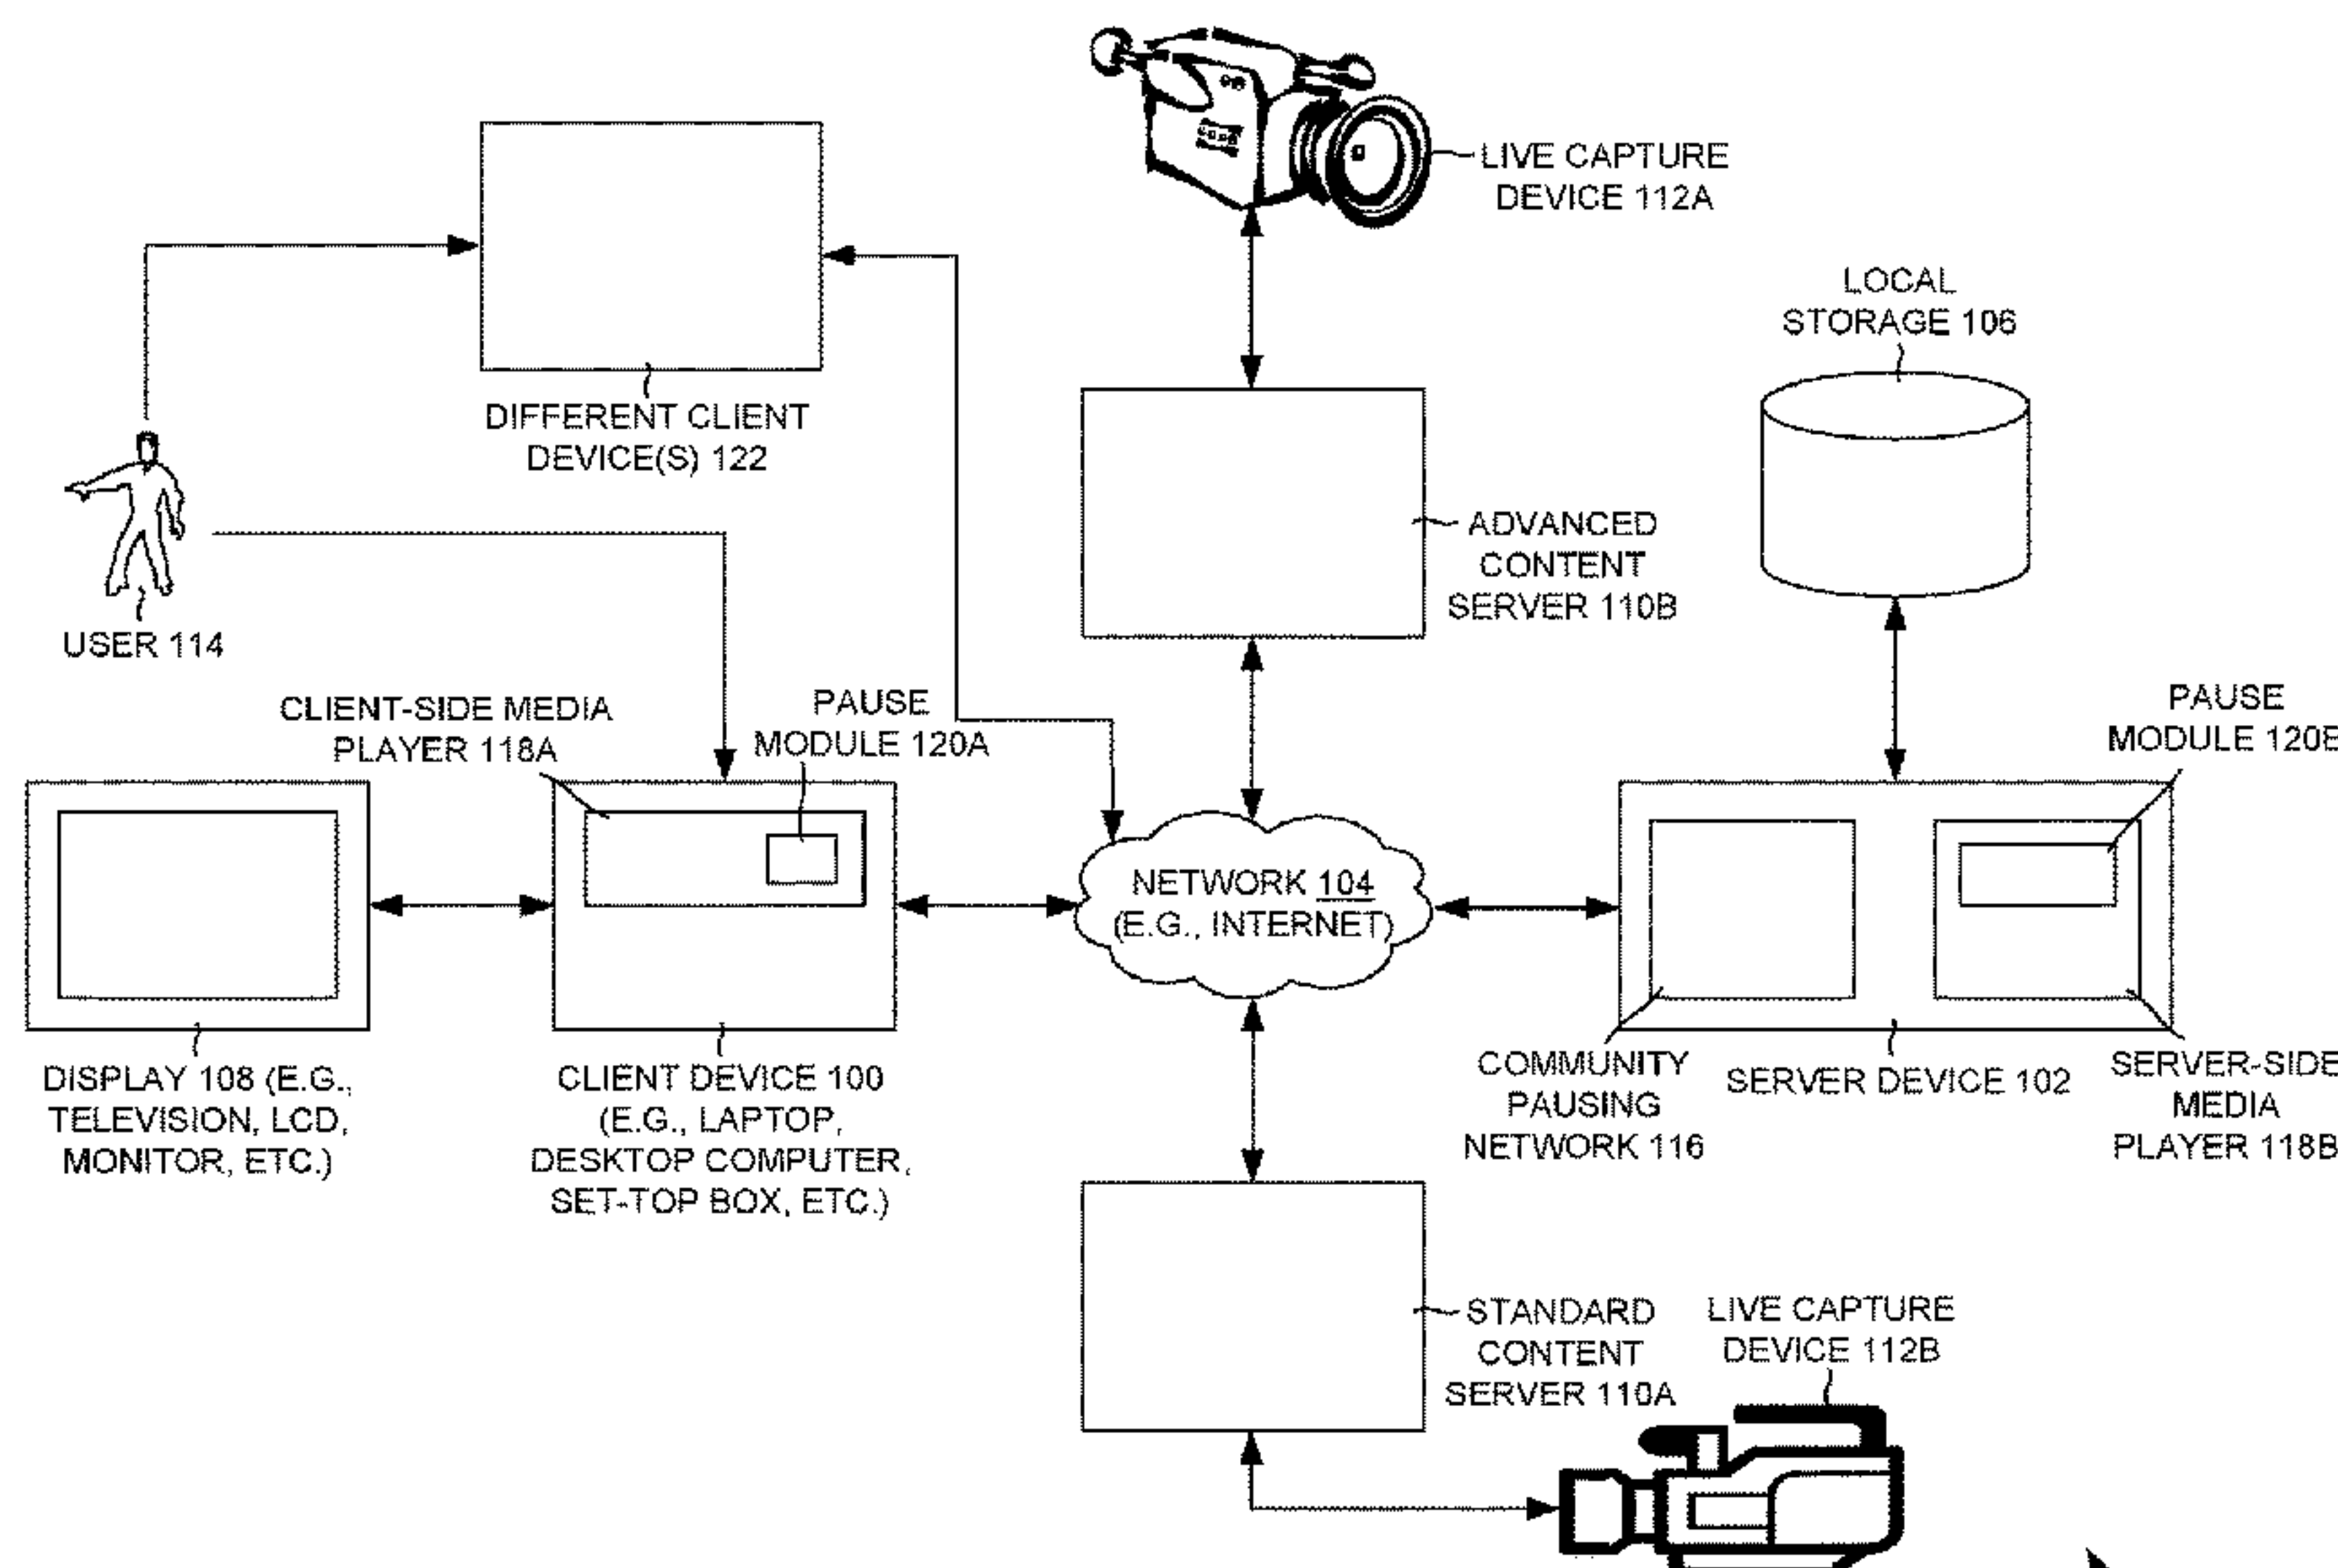 LIVE CAPTURE
DEVICE 112A
LOCAL
STORAGE 106
DIFFERENT CLIENT
DEVICE(S) 122
ADVANCED
CONTENT
SERVER 110B
USER 114
CLIENT-SIDE MEDIA
PLAYER 118A
PAUSE
MODULE 120A
PAUSE
MODULE 120B
NETWORK 104
(E.G., INTERNET)
DISPLAY 108 (E.G.,
TELEVISION, LCD,
MONITOR, ETC.)
CLIENT DEVICE 100
(E.G., LAPTOP,
DESKTOP COMPUTER,
SET-TOP BOX, ETC.)
COMMUNITY
PAUSING
NETWORK 116
SERVER DEVICE 102
SERVER-SIDE
MEDIA
PLAYER 118B
STANDARD
CONTENT
SERVER 110A
LIVE CAPTURE
DEVICE 112B